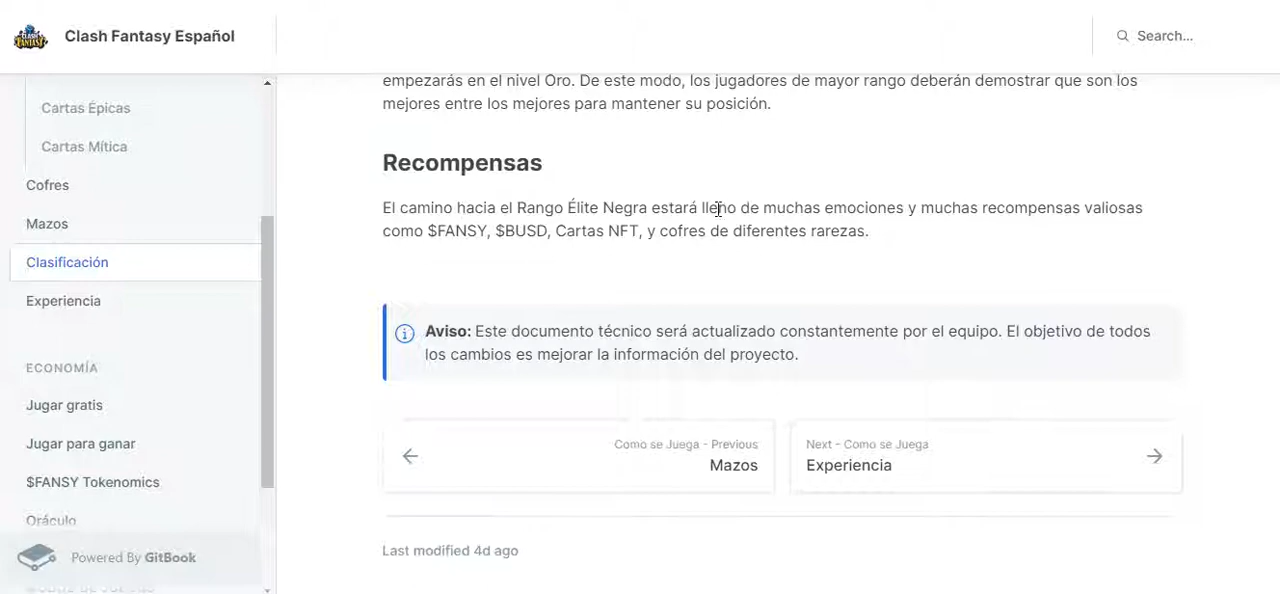 Clash Fantasy Español
Search...
Cartas Épicas
Cartas Mítica
Cofres
Mazos
Clasificación
Experiencia
ECONOMÍA
Jugar gratis
Jugar para ganar
$FANSY Tokenomics
Oráculo
Powered By GitBook
empezarás en el nivel Oro. De este modo, los jugadores de mayor rango deberán demostrar que son los
mejores entre los mejores para mantener su posición.
Recompensas
El camino hacia el Rango Élite Negra estará lleno de muchas emociones y muchas recompensas valiosas
como $FANSY, $BUSD, Cartas NFT, y cofres de diferentes rarezas.
Aviso: Este documento técnico será actualizado constantemente por el equipo. El objetivo de todos
los cambios es mejorar la información del proyecto.
Como se Juega - Previous
Mazos
Next - Como se Juega
Experiencia
Last modified 4d ago